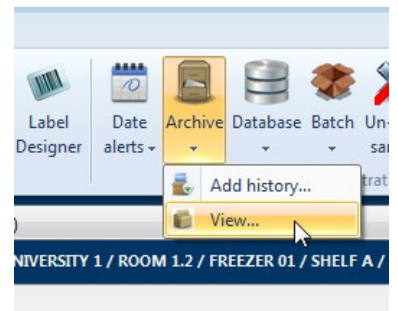 Label Designer
Date alerts
Archive
Database
Batch
Add history...
View...
)
NIVERSITY 1 / ROOM 1.2 / FREEZER 01 / SHELF A /